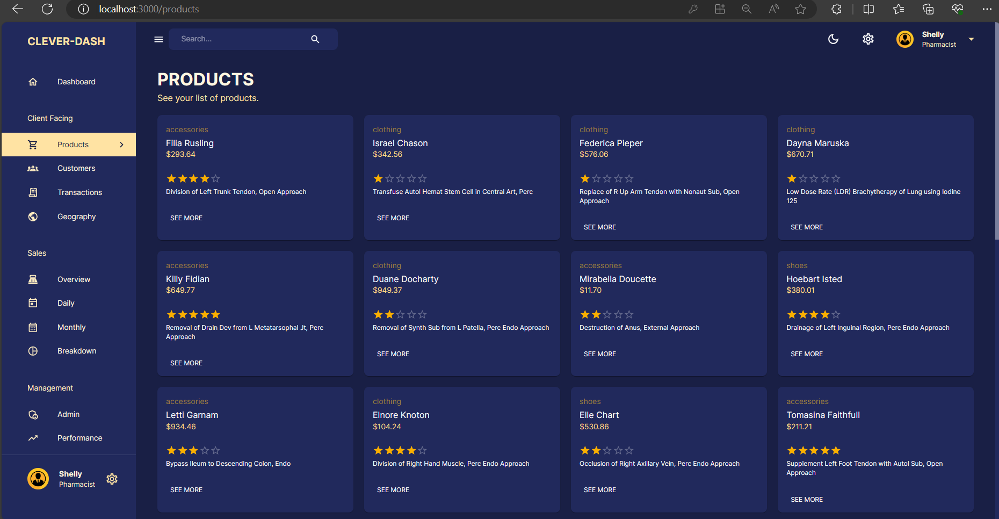 localhost:3000/products
CLEVER-DASH
Dashboard
Client Facing
Products
Customers
Transactions
Geography
Sales
Overview
Daily
Monthly
Breakdown
Management
Admin
Performance
Shelly
Pharmacist
Search...
Shelly
Pharmacist
PRODUCTS
See your list of products.
accessories
Filia Rusling
$293.64
Division of Left Trunk Tendon, Open Approach
SEE MORE
clothing
Israel Chason
$342.56
Transfuse Autol Hemat Stem Cell in Central Art, Perc
SEE MORE
clothing
Federica Pieper
$576.06
Replace of R Up Arm Tendon with Nonaut Sub, Open
Approach
SEE MORE
clothing
Dayna Maruska
$670.71
Low Dose Rate (LDR) Brachytherapy of Lung using Iodine
125
SEE MORE
accessories
Killy Fidian
$649.77
Removal of Drain Dev from L Metatarsophal Jt, Perc
Approach
SEE MORE
clothing
Duane Docharty
$949.37
Removal of Synth Sub from L Patella, Perc Endo Approach
SEE MORE
accessories
Mirabella Doucette
$11.70
Destruction of Anus, External Approach
SEE MORE
shoes
Hoebart Isted
$380.01
Drainage of Left Inguinal Region, Perc Endo Approach
SEE MORE
accessories
Letti Garnam
$934.46
Bypass Ileum to Descending Colon, Endo
SEE MORE
clothing
Elnore Knoton
$104.24
Division of Right Hand Muscle, Perc Endo Approach
SEE MORE
shoes
Elle Chart
$530.86
Occlusion of Right Axillary Vein, Perc Endo Approach
SEE MORE
accessories
Tomasina Faithfull
$211.21
Supplement Left Foot Tendon with Autol Sub, Open
Approach
SEE MORE